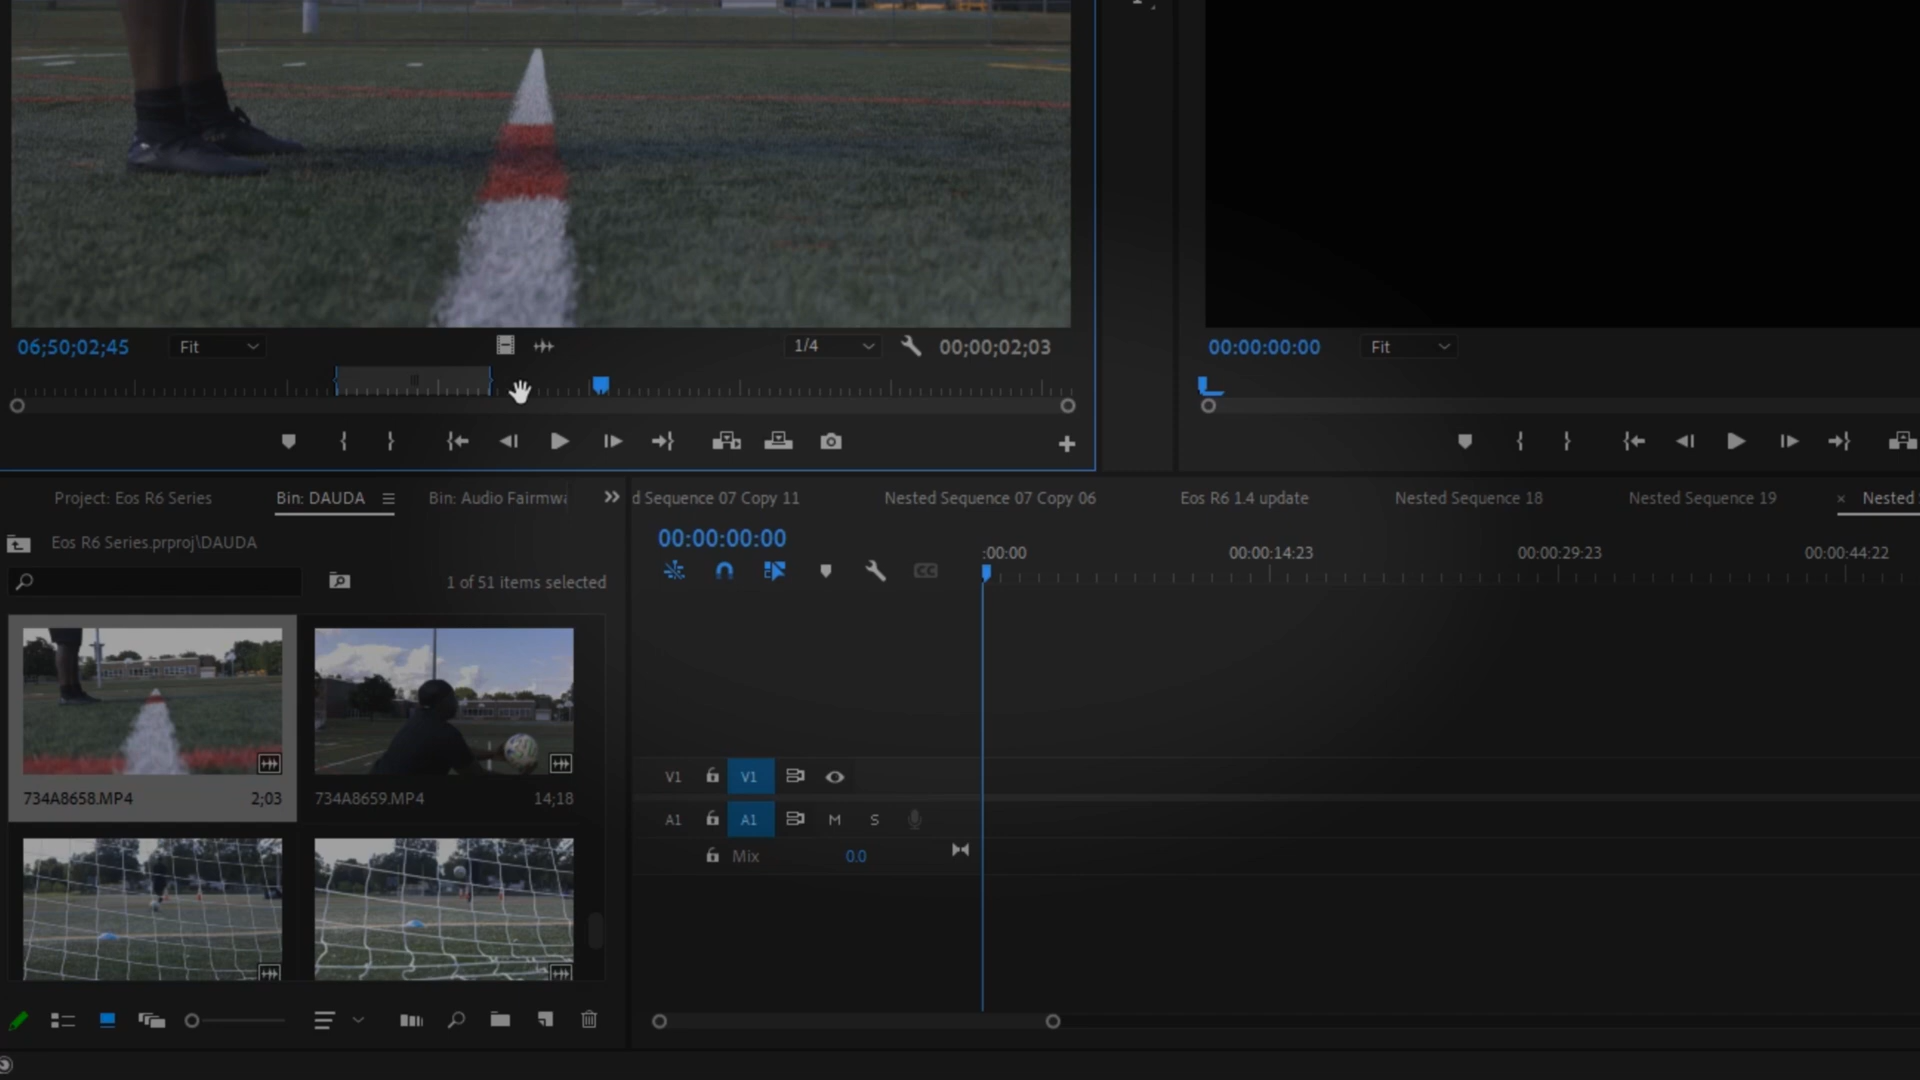 06;50;02;45
Fit
1/4
00;00;02;03
00:00:00:00
Fit
Project: Eos R6 Series
Bin: DAUDA
Bin: Audio Fairmwa
Eos R6 Series.prproj\DAUDA
1 of 51 items selected
734A8658.MP4
2;03
734A8659.MP4
14;18
d Sequence 07 Copy 11
Nested Sequence 07 Copy 06
Eos R6 1.4 update
Nested Sequence 18
Nested Sequence 19
× Nested
00:00:00:00
:00:00
00:00:14:23
00:00:29:23
00:00:44:22
CC
V1
V1
A1
A1
M
S
Mix
0.0